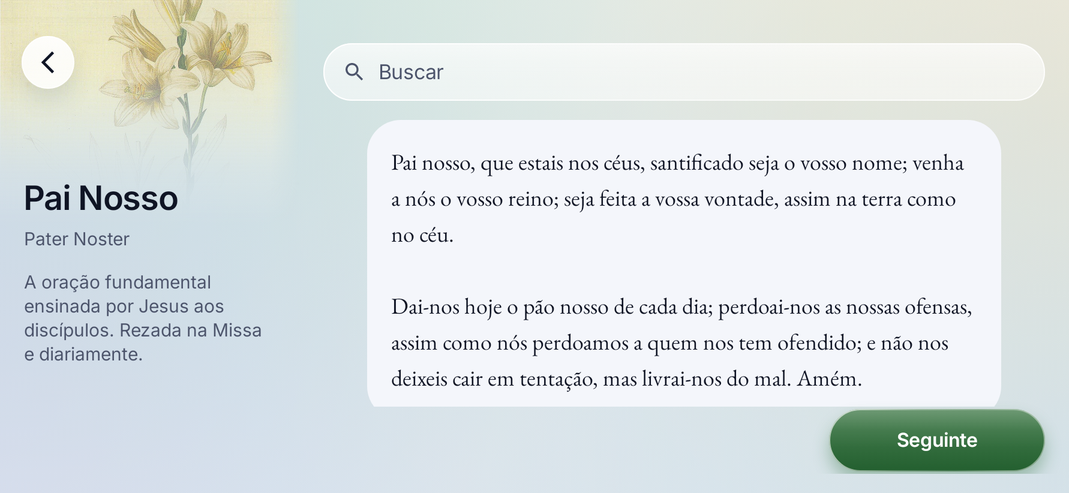 Buscar
Pai Nosso
Pater Noster
A oração fundamental
ensinada por Jesus aos
discípulos. Rezada na Missa
e diariamente.
Pai nosso, que estais nos céus, santificado seja o vosso nome; venha
a nós o vosso reino; seja feita a vossa vontade, assim na terra como
no céu.
Dai-nos hoje o pão nosso de cada dia; perdoai-nos as nossas ofensas,
assim como nós perdoamos a quem nos tem ofendido; e não nos
deixeis cair em tentação, mas livrai-nos do mal. Amém.
Seguinte